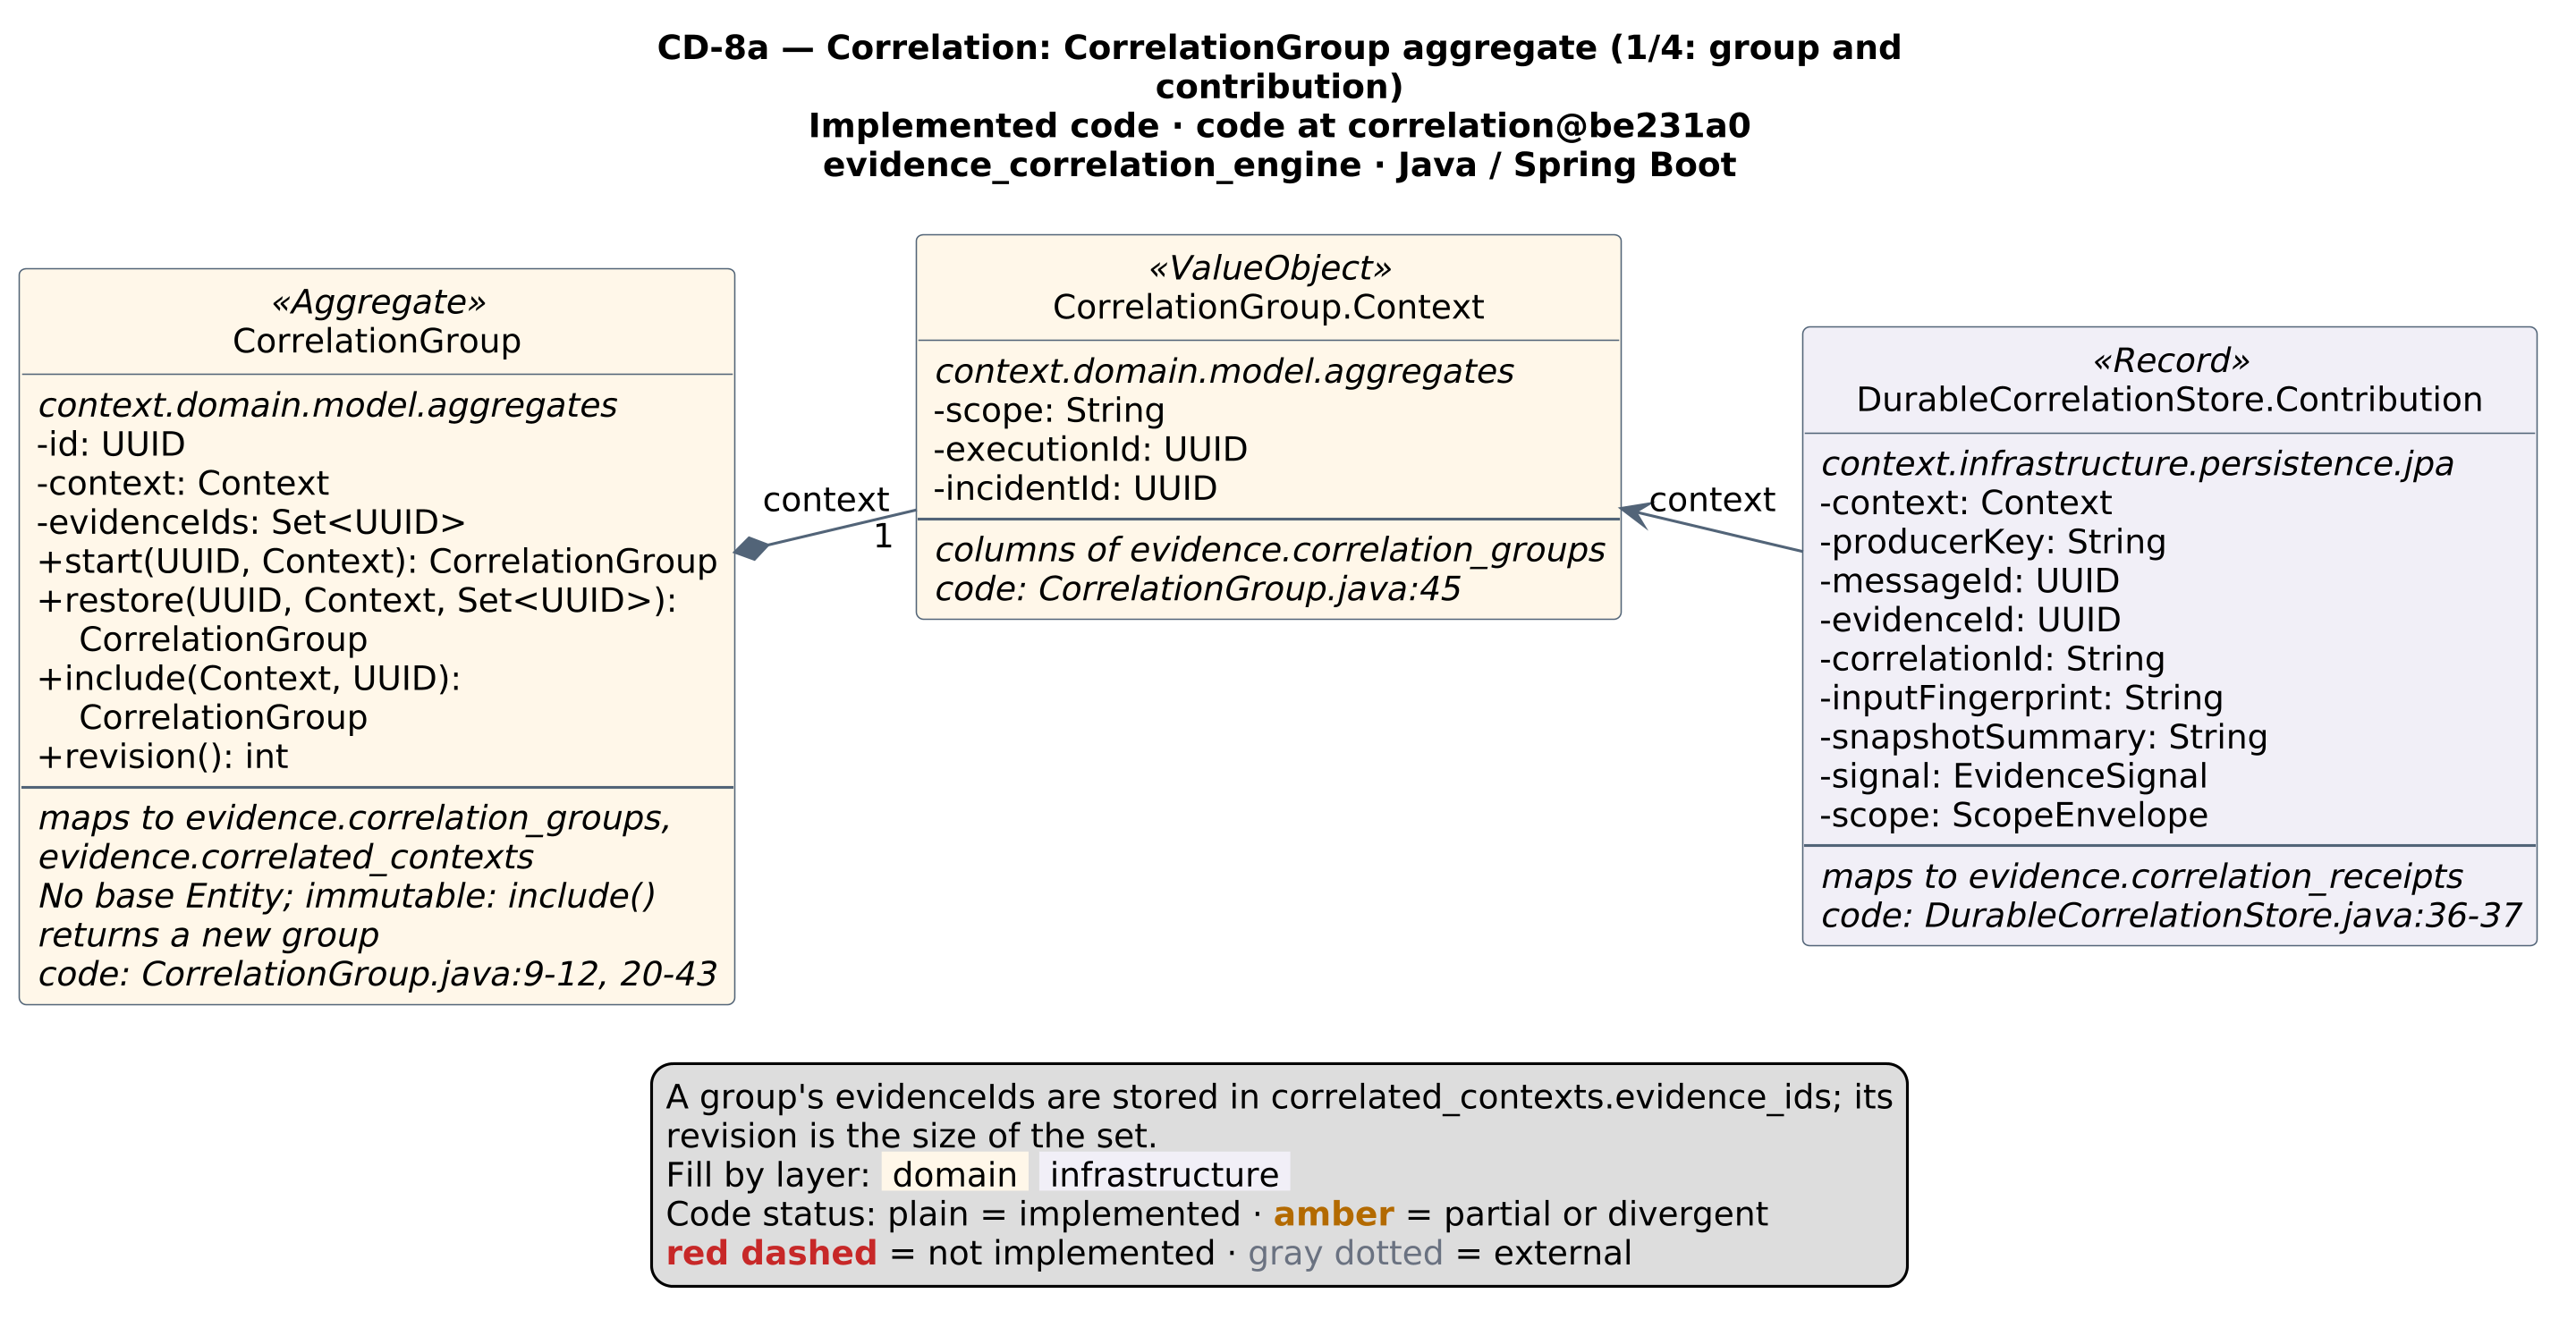 CD-8a — Correlation: CorrelationGroup aggregate (1/4: group and
contribution)
Implemented code · code at correlation@be231a0
evidence_correlation_engine · Java / Spring Boot
«Aggregate»
CorrelationGroup
context.domain.model.aggregates
-id: UUID
-context: Context
-evidenceIds: Set<UUID>
+start(UUID, Context): CorrelationGroup
+restore(UUID, Context, Set<UUID>):
CorrelationGroup
+include(Context, UUID):
CorrelationGroup
+revision(): int
maps to evidence.correlation_groups,
evidence.correlated_contexts
No base Entity; immutable: include()
returns a new group
code: CorrelationGroup.java:9-12, 20-43
context
1
«ValueObject»
CorrelationGroup.Context
context.domain.model.aggregates
-scope: String
-executionId: UUID
-incidentId: UUID
columns of evidence.correlation_groups
code: CorrelationGroup.java:45
context
«Record»
DurableCorrelationStore.Contribution
context.infrastructure.persistence.jpa
-context: Context
-producerKey: String
-messageId: UUID
-evidenceId: UUID
-correlationId: String
-inputFingerprint: String
-snapshotSummary: String
-signal: EvidenceSignal
-scope: ScopeEnvelope
maps to evidence.correlation_receipts
code: DurableCorrelationStore.java:36-37
A group's evidenceIds are stored in correlated_contexts.evidence_ids; its
revision is the size of the set.
Fill by layer: domain infrastructure
Code status: plain = implemented · amber = partial or divergent
red dashed = not implemented · gray dotted = external